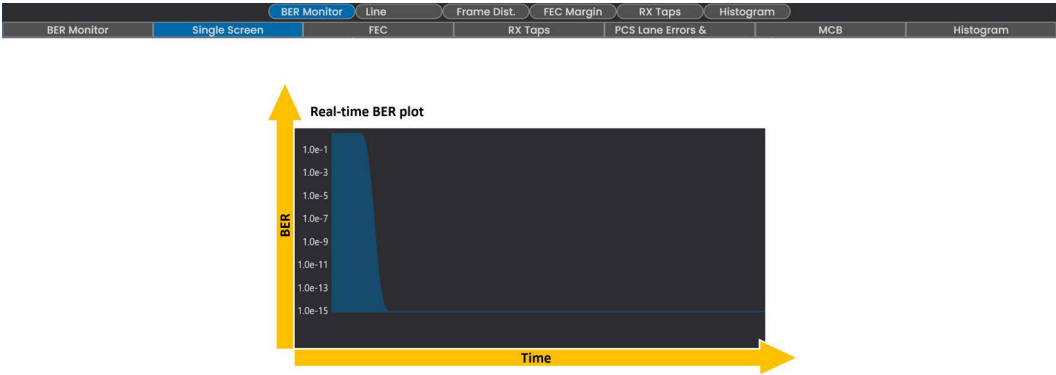 BER Monitor Line Frame Dist. FEC Margin RX Taps Histogram
BER Monitor Single Screen FEC RX Taps PCS Lane Errors & MCB Histogram
Real-time BER plot
1.0e-1
1.0e-3
1.0e-5
1.0e-7
1.0e-9
1.0e-11
1.0e-13
1.0e-15
BER
Time